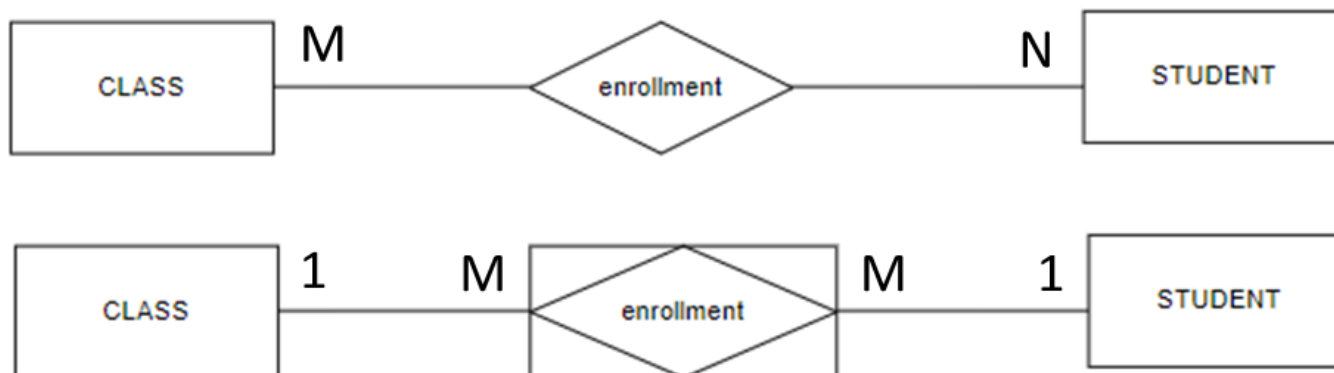 CLASS M enrollment N STUDENT
CLASS 1 M enrollment M 1 STUDENT